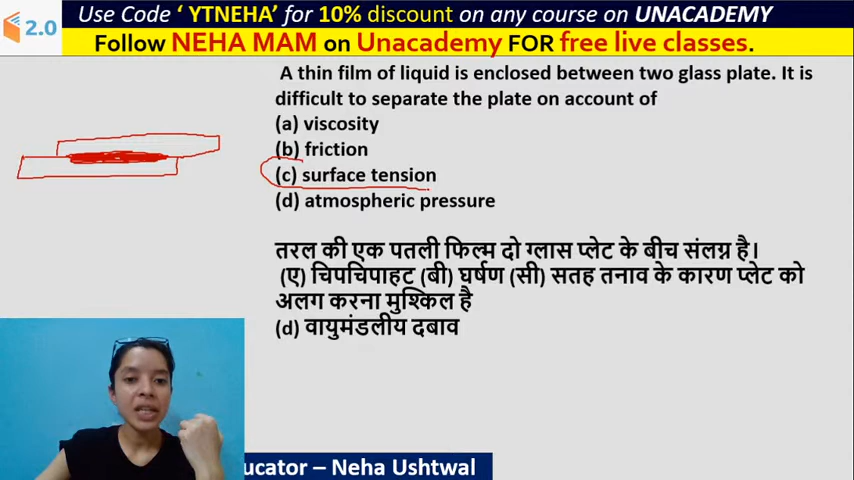 Use Code ‘ YTNEHA’ for 10% discount on any course on UNACADEMY
2.0
Follow NEHA MAM on Unacademy FOR free live classes.
A thin film of liquid is enclosed between two glass plate. It is
difficult to separate the plate on account of
(a) viscosity
(b) friction
(c) surface tension
(d) atmospheric pressure
तरल की एक पतली फिल्म दो ग्लास प्लेट के बीच संलग्न है।
(ए) चिपचिपाहट (बी) घर्षण (सी) सतह तनाव के कारण प्लेट को
अलग करना मुश्किल है
(d) वायुमंडलीय दबाव
ucator – Neha Ushtwal